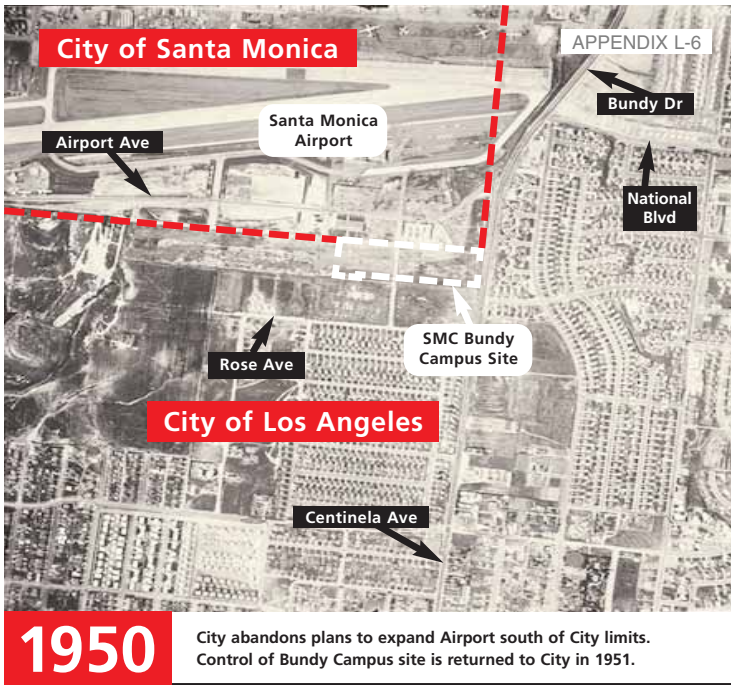 City of Santa Monica
APPENDIX L-6
Bundy Dr
Santa Monica
Airport
Airport Ave
National
Blvd
SMC Bundy
Campus Site
Rose Ave
City of Los Angeles
Centinela Ave
1950
City abandons plans to expand Airport south of City limits.
Control of Bundy Campus site is returned to City in 1951.